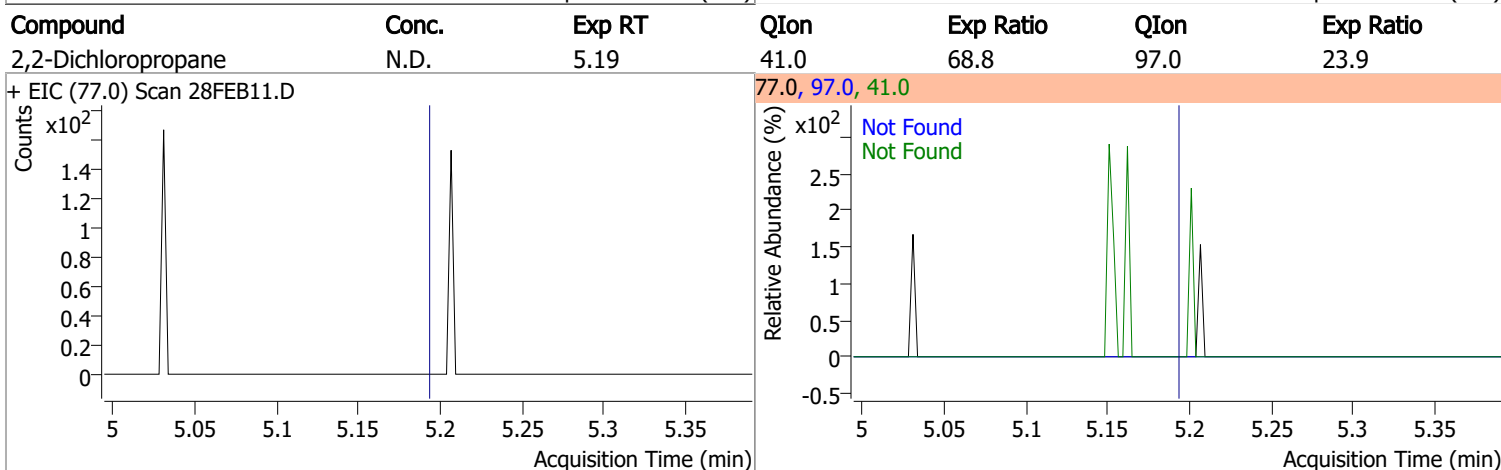 Compound Conc. Exp RT QIon Exp Ratio QIon Exp Ratio
2,2-Dichloropropane N.D. 5.19 41.0 68.8 97.0 23.9
+ EIC (77.0) Scan 28FEB11.D
Counts
x10²
1.4
1.2
1
0.8
0.6
0.4
0.2
0
5 5.05 5.1 5.15 5.2 5.25 5.3 5.35
Acquisition Time (min)
77.0, 97.0, 41.0
Relative Abundance (%)
x10²
Not Found
Not Found
2.5
2
1.5
1
0.5
0
-0.5
5 5.05 5.1 5.15 5.2 5.25 5.3 5.35
Acquisition Time (min)